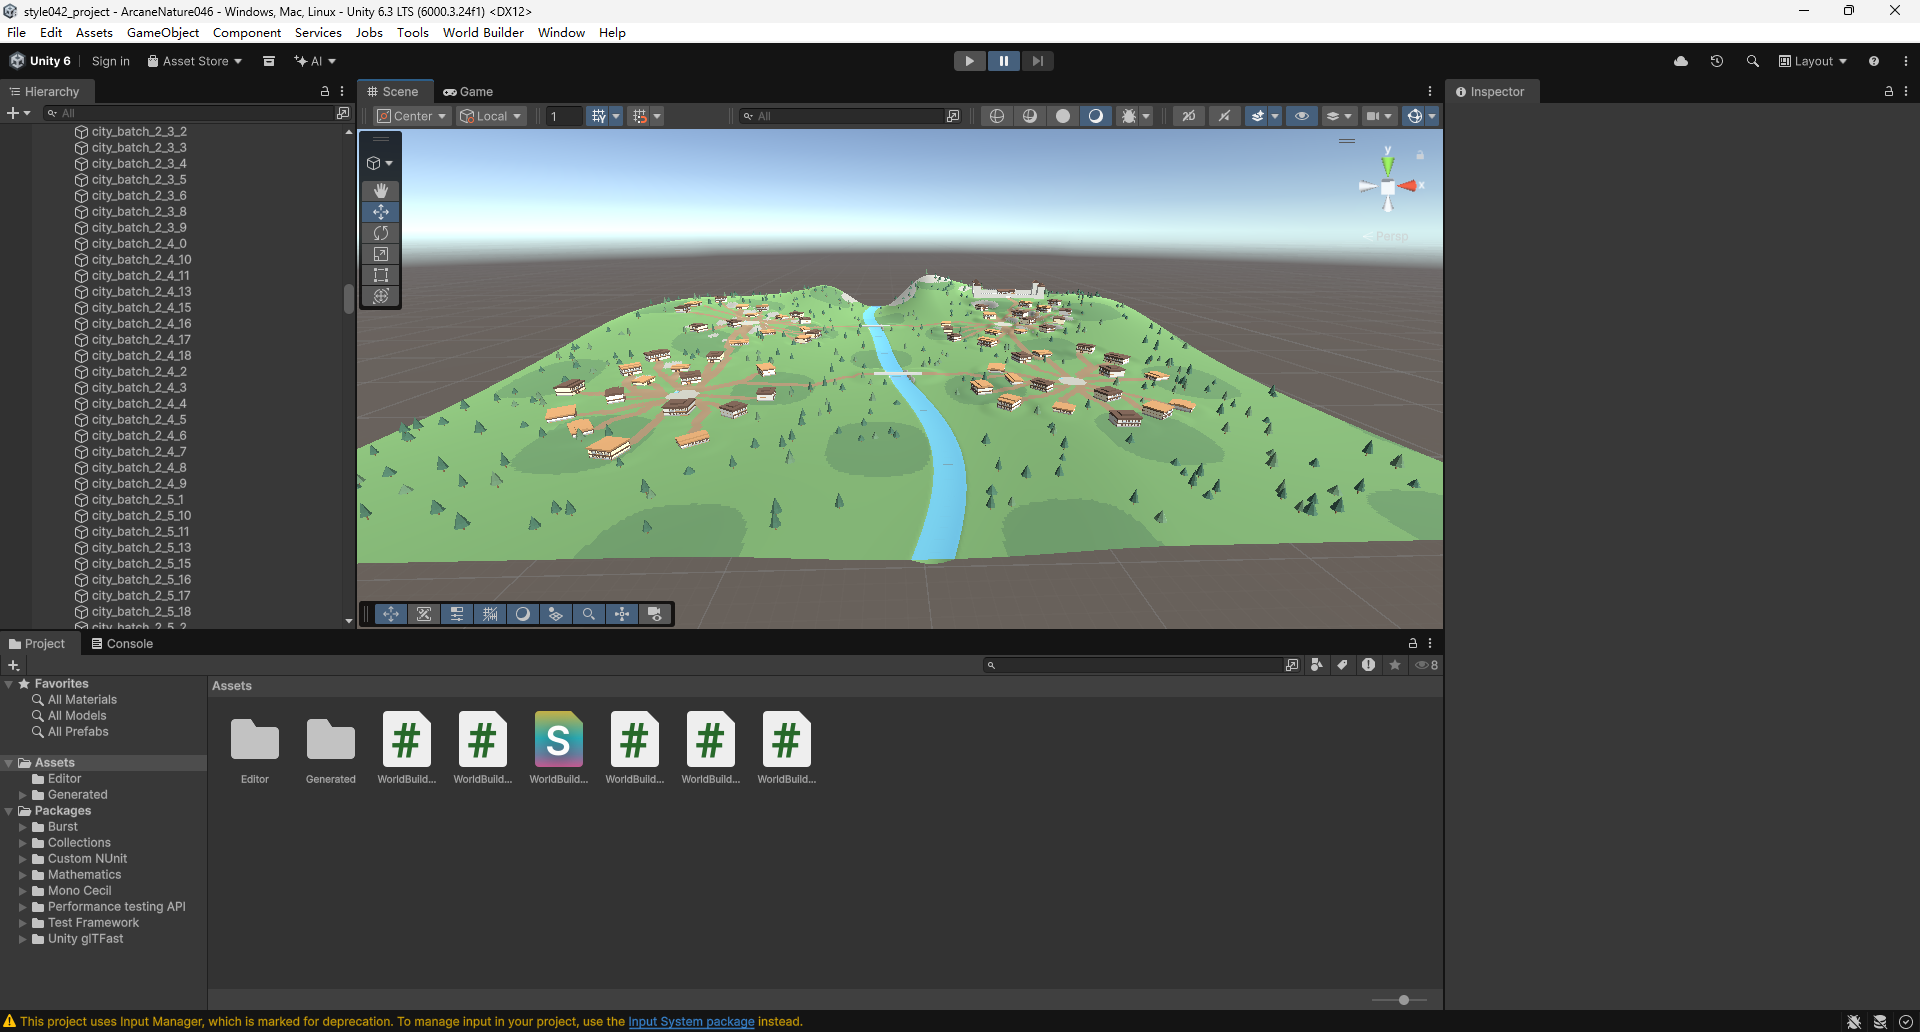 style042_project - ArcaneNature046 - Windows, Mac, Linux - Unity 6.3 LTS (6000.3.24f1) <DX12>
File Edit Assets GameObject Component Services Jobs Tools World Builder Window Help
Unity 6 Sign in Asset Store AI Layout
Hierarchy
All
city_batch_2_3_2
city_batch_2_3_3
city_batch_2_3_4
city_batch_2_3_5
city_batch_2_3_6
city_batch_2_3_8
city_batch_2_3_9
city_batch_2_4_0
city_batch_2_4_10
city_batch_2_4_11
city_batch_2_4_13
city_batch_2_4_15
city_batch_2_4_16
city_batch_2_4_17
city_batch_2_4_18
city_batch_2_4_2
city_batch_2_4_3
city_batch_2_4_4
city_batch_2_4_5
city_batch_2_4_6
city_batch_2_4_7
city_batch_2_4_8
city_batch_2_4_9
city_batch_2_5_1
city_batch_2_5_10
city_batch_2_5_11
city_batch_2_5_13
city_batch_2_5_15
city_batch_2_5_16
city_batch_2_5_17
city_batch_2_5_18
city_batch_2_5_2
Scene Game
Center Local 1 All 2D
y
x
Persp
Inspector
Project Console
8
Favorites
All Materials
All Models
All Prefabs
Assets
Editor
Generated
Packages
Burst
Collections
Custom NUnit
Mathematics
Mono Cecil
Performance testing API
Test Framework
Unity glTFast
Assets
Editor Generated WorldBuild... WorldBuild... WorldBuild... WorldBuild... WorldBuild... WorldBuild...
This project uses Input Manager, which is marked for deprecation. To manage input in your project, use the Input System package instead.